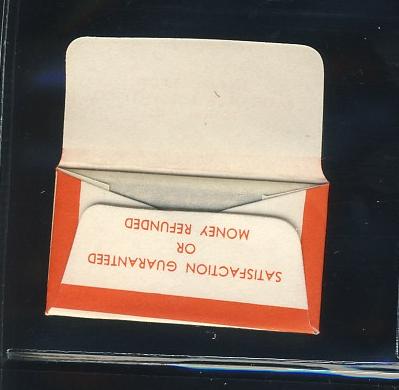 SATISFACTION GUARANTEED
OR
MONEY REFUNDED